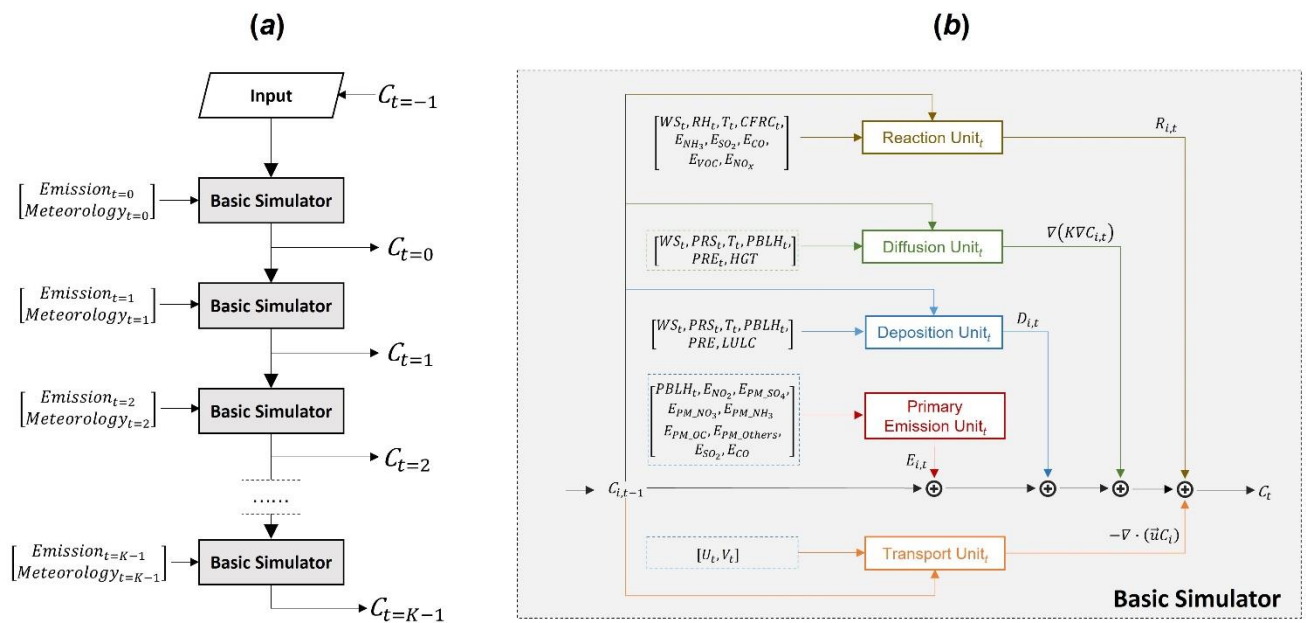 (a)
Input
C_{t=-1}
[Emission_{t=0}
Meteorology_{t=0}]
Basic Simulator
C_{t=0}
[Emission_{t=1}
Meteorology_{t=1}]
Basic Simulator
C_{t=1}
[Emission_{t=2}
Meteorology_{t=2}]
Basic Simulator
C_{t=2}
......
[Emission_{t=K-1}
Meteorology_{t=K-1}]
Basic Simulator
C_{t=K-1}
(b)
[WS_t, RH_t, T_t, CFRC_t,
E_{NH_3}, E_{SO_2}, E_{CO},
E_{VOC}, E_{NO_x}]
Reaction Unit_t
R_{i,t}
[WS_t, PRS_t, T_t, PBLH_t,
PRE_t, HGT]
Diffusion Unit_t
∇(K∇C_{i,t})
[WS_t, PRS_t, T_t, PBLH_t,
PRE, LULC]
Deposition Unit_t
D_{i,t}
[PBLH_t, E_{NO_2}, E_{PM_SO_4},
E_{PM_NO_3}, E_{PM_NH_3}
E_{PM_OC}, E_{PM_Others},
E_{SO_2}, E_{CO}]
Primary
Emission Unit_t
E_{i,t}
C_{i,t-1}
C_t
[U_t, V_t]
Transport Unit_t
-∇ · (u⃗C_i)
Basic Simulator